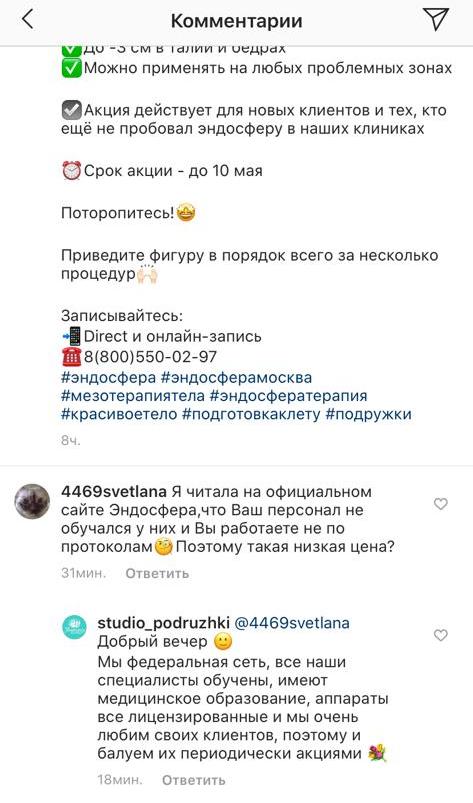 Комментарии
До -3 см в талии и бедрах
Можно применять на любых проблемных зонах
Акция действует для новых клиентов и тех, кто
ещё не пробовал эндосферу в наших клиниках
Срок акции - до 10 мая
Поторопитесь!🤩
Приведите фигуру в порядок всего за несколько
процедур🙌🏻
Записывайтесь:
📲Direct и онлайн-запись
☎️8(800)550-02-97
#эндосфера #эндосферамосква
#мезотерапиятела #эндосфератерапия
#красивоетело #подготовкаклету #подружки
8ч.
4469svetlana Я читала на официальном
сайте Эндосфера,что Ваш персонал не
обучался у них и Вы работаете не по
протоколам🧐Поэтому такая низкая цена?
31мин. Ответить
studio_podruzhki @4469svetlana
Добрый вечер 🙂
Мы федеральная сеть, все наши
специалисты обучены, имеют
медицинское образование, аппараты
все лицензированные и мы очень
любим своих клиентов, поэтому и
балуем их периодически акциями 💐
18мин. Ответить